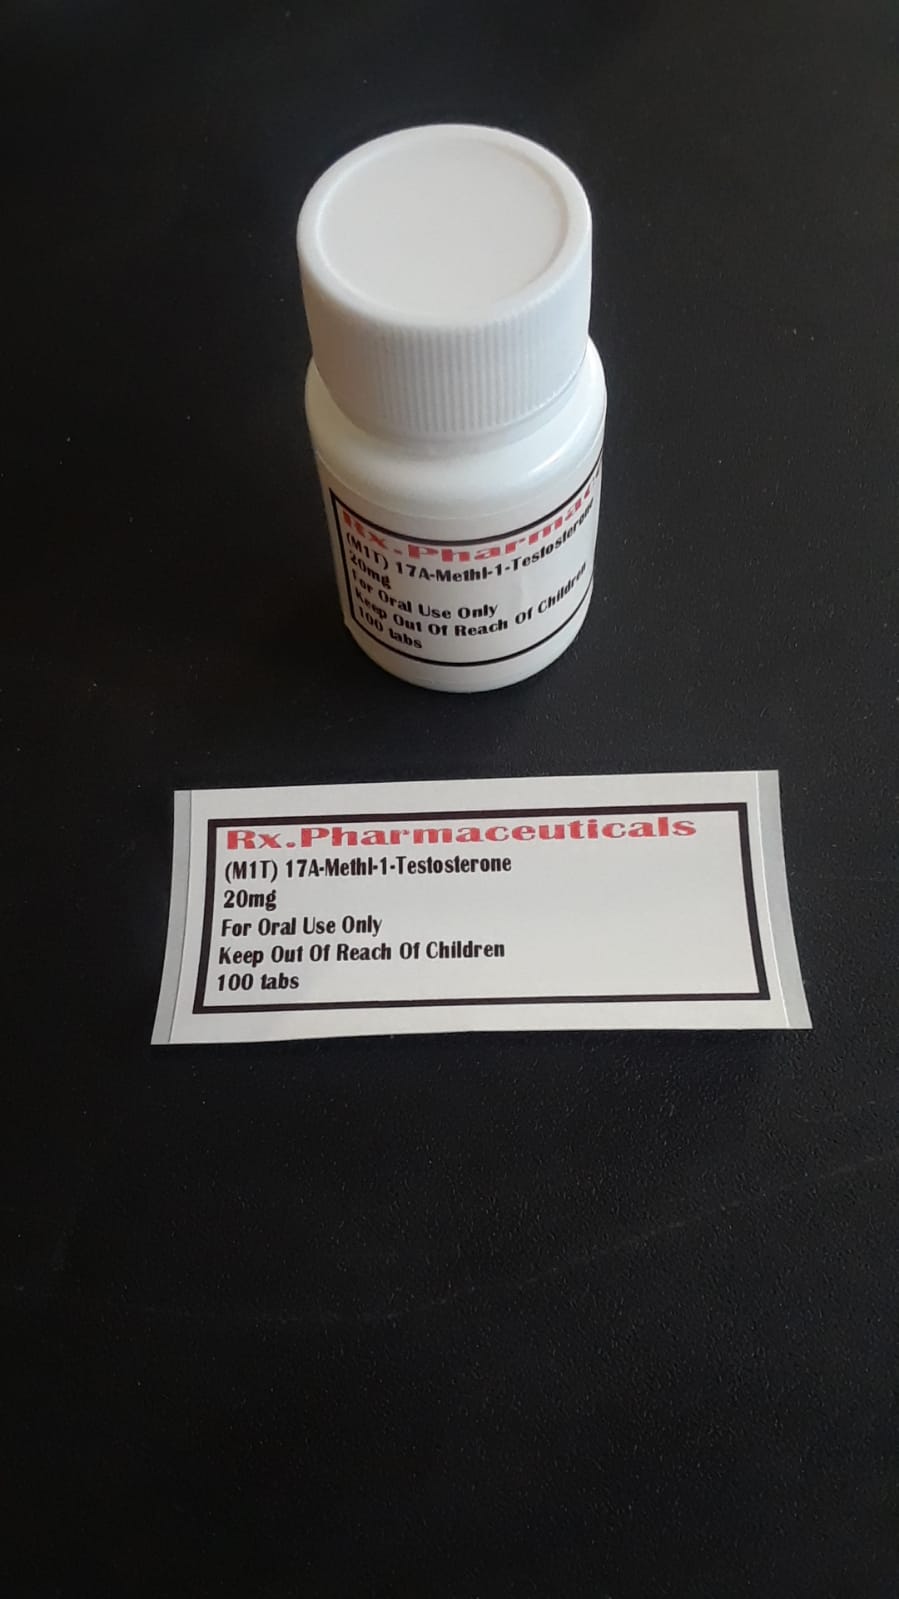 Rx.Pharmac
(M1T) 17A-Methl-1-Testosterone
20mg
For Oral Use Only
Keep Out Of Reach Of Children
100 tabs
Rx.Pharmaceuticals
(M1T) 17A-Methl-1-Testosterone
20mg
For Oral Use Only
Keep Out Of Reach Of Children
100 tabs